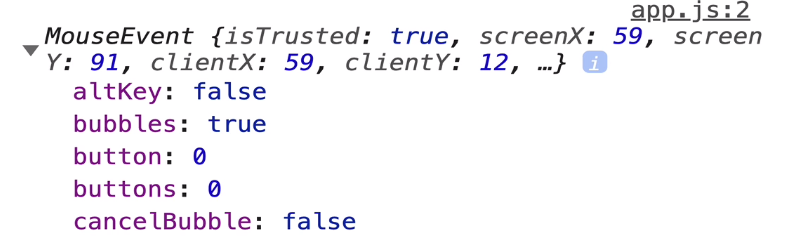 app.js:2
MouseEvent {isTrusted: true, screenX: 59, screen
Y: 91, clientX: 59, clientY: 12, …} i
altKey: false
bubbles: true
button: 0
buttons: 0
cancelBubble: false